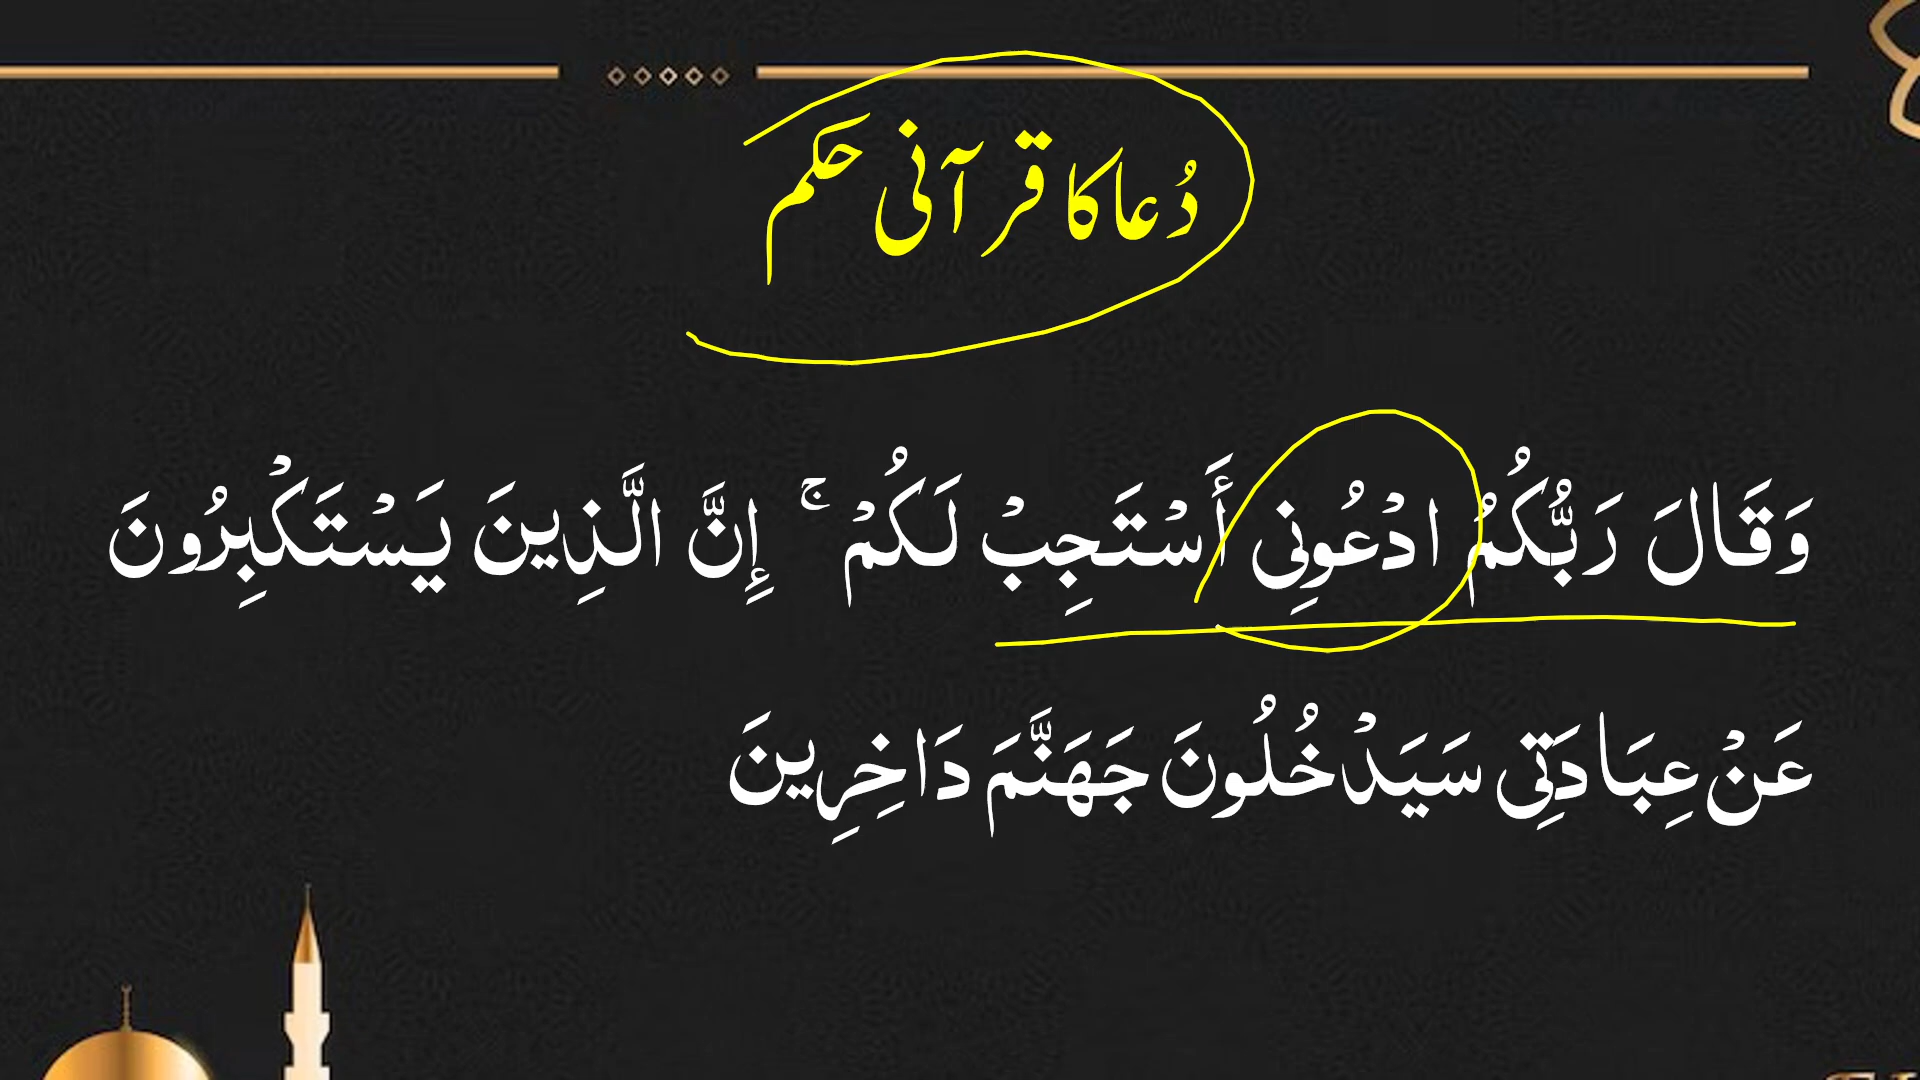 دُعا کا قرآنی حکم
وَقَالَ رَبُّكُمُ ادْعُونِي أَسْتَجِبْ لَكُمْ ۚ إِنَّ الَّذِينَ يَسْتَكْبِرُونَ
عَنْ عِبَادَتِي سَيَدْخُلُونَ جَهَنَّمَ دَاخِرِينَ